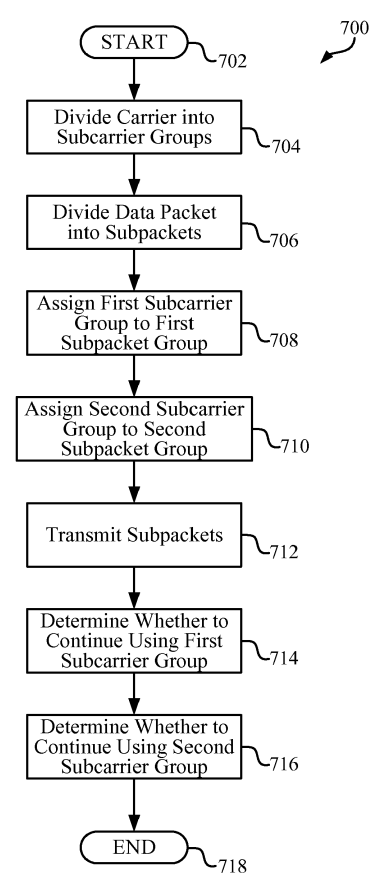 700
START
702
Divide Carrier into
Subcarrier Groups
704
Divide Data Packet
into Subpackets
706
Assign First Subcarrier
Group to First
Subpacket Group
708
Assign Second Subcarrier
Group to Second
Subpacket Group
710
Transmit Subpackets
712
Determine Whether to
Continue Using First
Subcarrier Group
714
Determine Whether to
Continue Using Second
Subcarrier Group
716
END
718